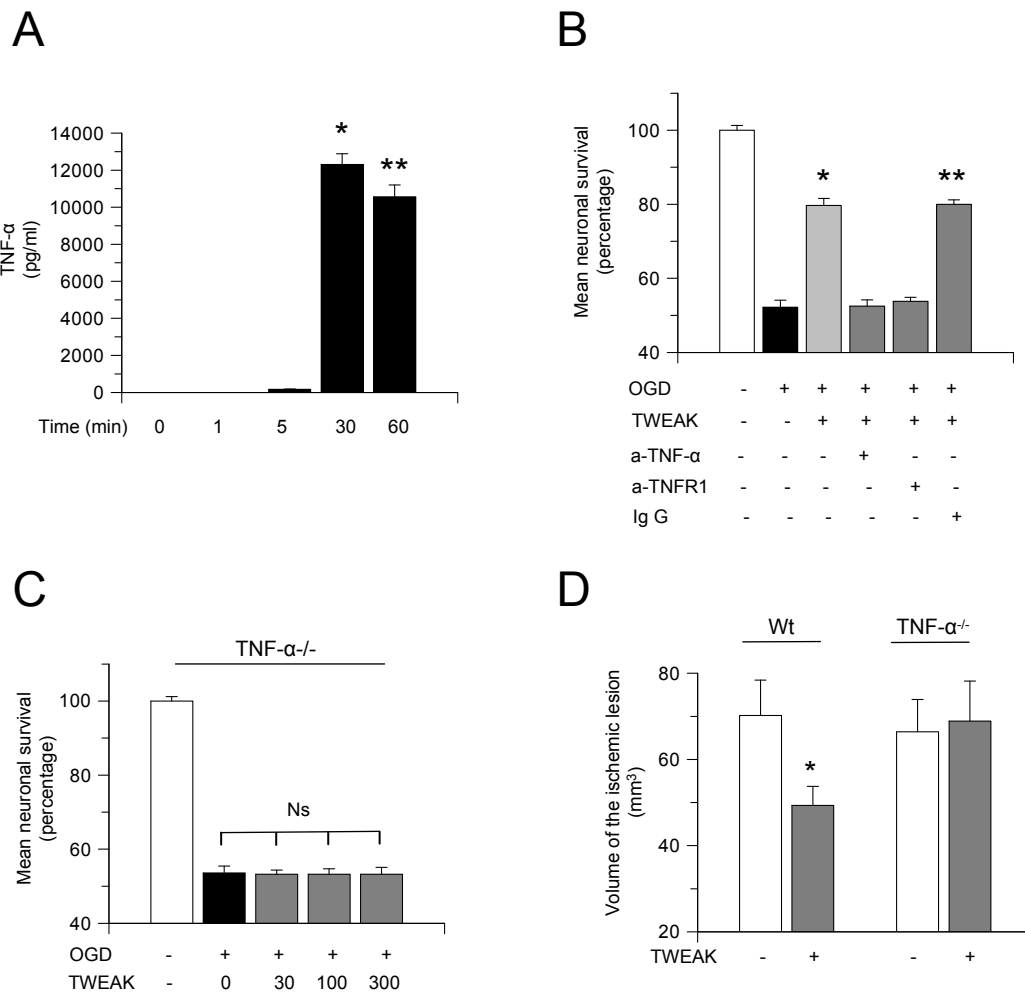 A
TNF-α
(pg/ml)
14000
12000
10000
8000
6000
4000
2000
0
*
**
Time (min) 0 1 5 30 60
B
Mean neuronal survival
(percentage)
100
80
60
40
*
**
OGD - + + + + +
TWEAK - - + + + +
a-TNF-α - - - + - -
a-TNFR1 - - - - + -
Ig G - - - - - +
C
TNF-α-/-
Mean neuronal survival
(percentage)
100
80
60
40
Ns
OGD - + + + +
TWEAK - 0 30 100 300
D
Wt TNF-α-/-
Volume of the ischemic lesion
(mm³)
80
60
40
20
*
TWEAK - + - +